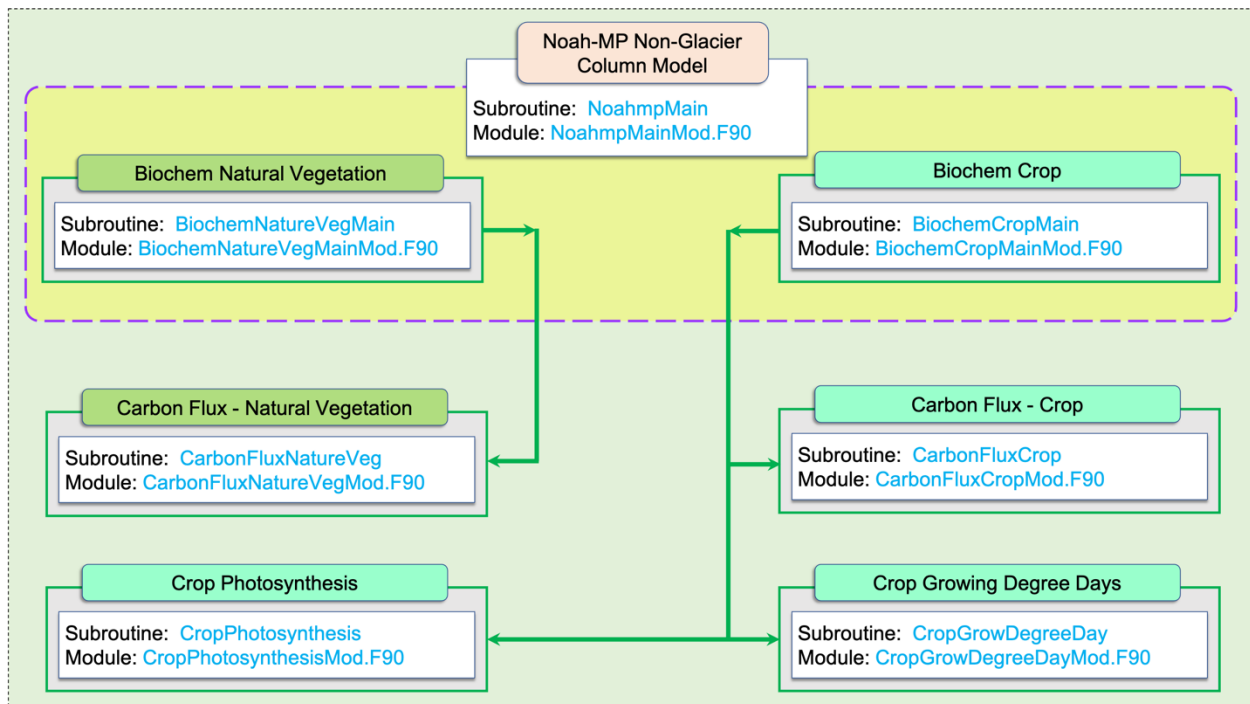 Noah-MP Non-Glacier
Column Model
Subroutine: NoahmpMain
Module: NoahmpMainMod.F90
Biochem Natural Vegetation
Subroutine: BiochemNatureVegMain
Module: BiochemNatureVegMainMod.F90
Biochem Crop
Subroutine: BiochemCropMain
Module: BiochemCropMainMod.F90
Carbon Flux - Natural Vegetation
Subroutine: CarbonFluxNatureVeg
Module: CarbonFluxNatureVegMod.F90
Carbon Flux - Crop
Subroutine: CarbonFluxCrop
Module: CarbonFluxCropMod.F90
Crop Photosynthesis
Subroutine: CropPhotosynthesis
Module: CropPhotosynthesisMod.F90
Crop Growing Degree Days
Subroutine: CropGrowDegreeDay
Module: CropGrowDegreeDayMod.F90